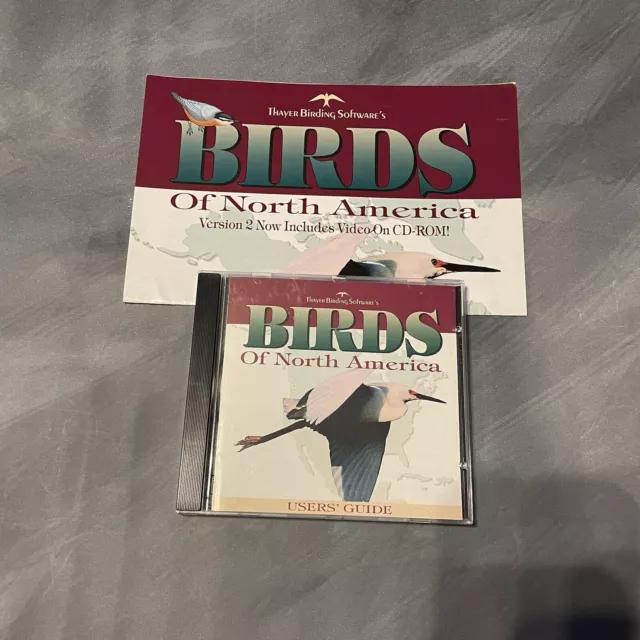 Thayer Birding Software's
BIRDS
Of North America
Version 2 Now Includes Video On CD-ROM!
Thayer Birding Software's
BIRDS
Of North America
USERS' GUIDE